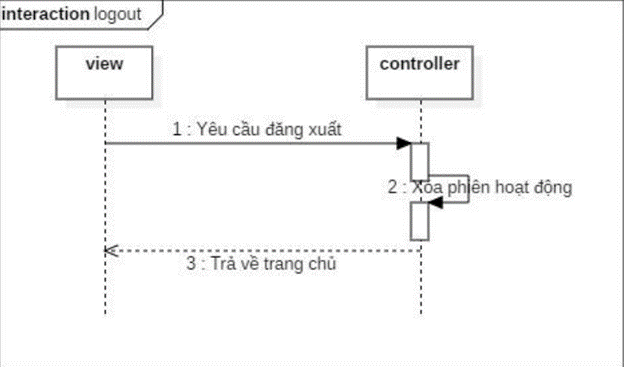 interaction logout
view
controller
1 : Yêu cầu đăng xuất
2 : Xóa phiên hoạt động
3 : Trả về trang chủ